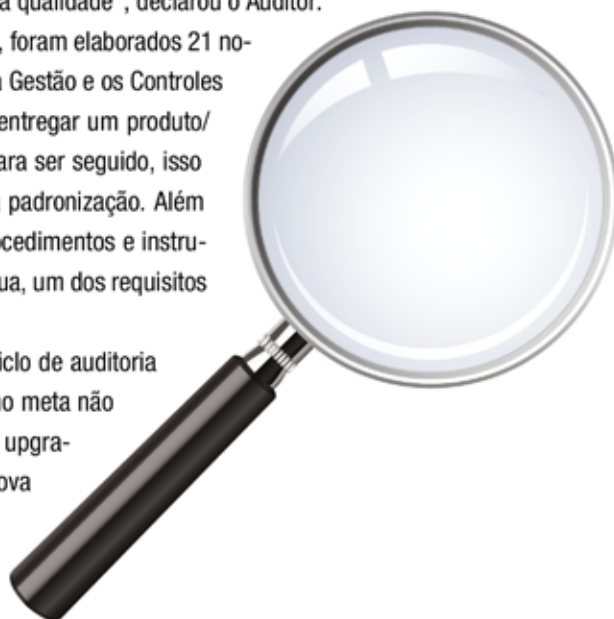 a qualidade", declarou o Auditor.
, foram elaborados 21 no-
a Gestão e os Controles
entregar um produto/
ara ser seguido, isso
padronização. Além
ocedimentos e instru-
ua, um dos requisitos
iclo de auditoria
no meta não
upgra-
ova